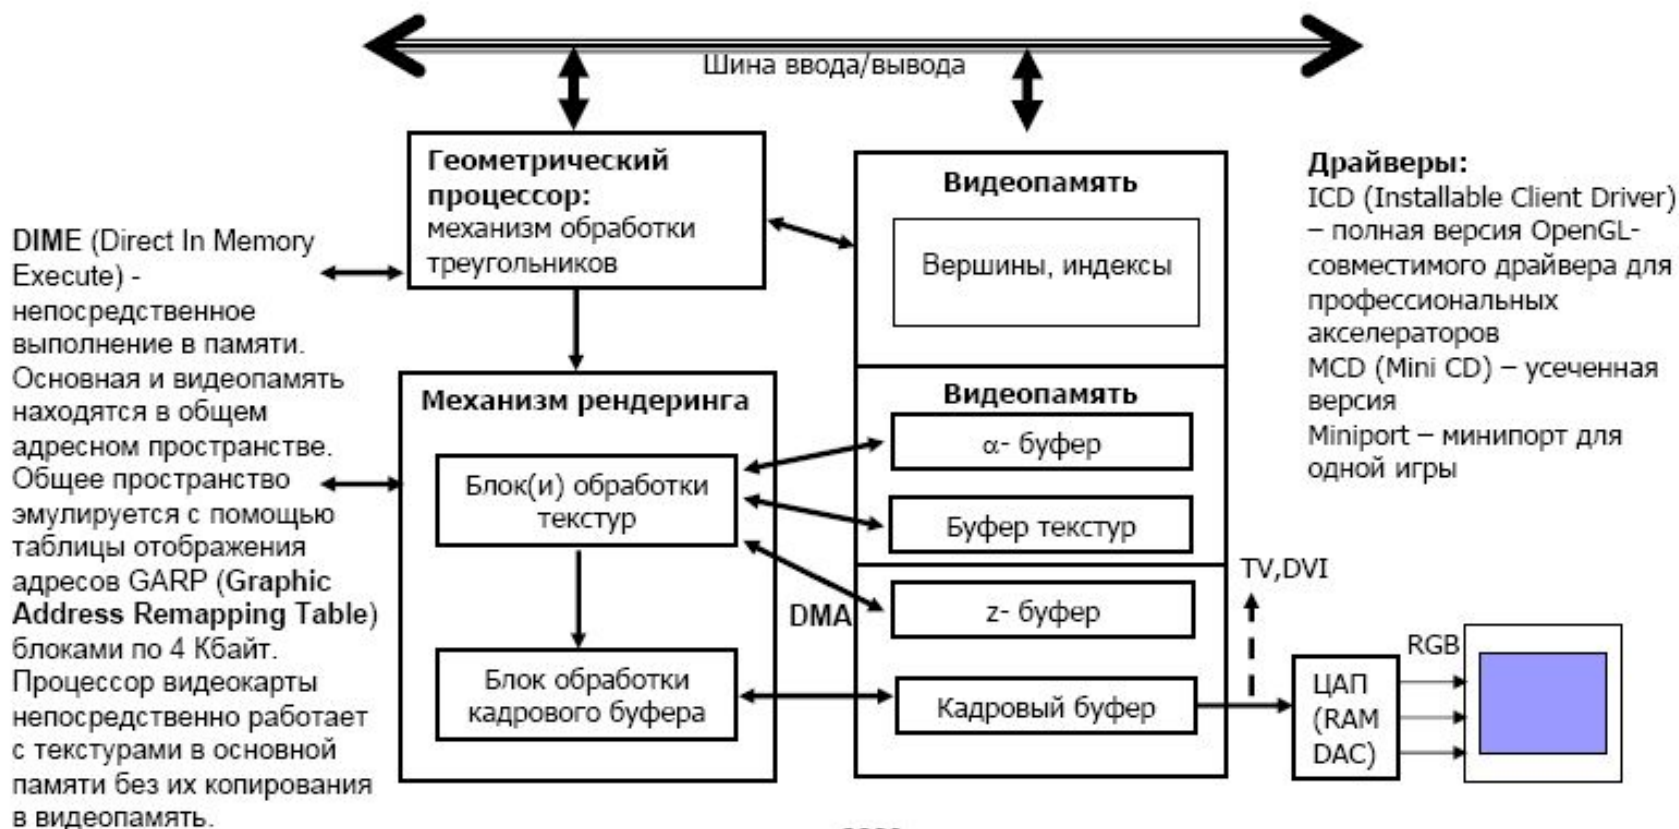 Шина ввода/вывода
Геометрический
процессор:
механизм обработки
треугольников
Видеопамять
Вершины, индексы
Драйверы:
ICD (Installable Client Driver)
– полная версия OpenGL-
совместимого драйвера для
профессиональных
акселераторов
MCD (Mini CD) – усеченная
версия
Miniport – минипорт для
одной игры
DIME (Direct In Memory
Execute) -
непосредственное
выполнение в памяти.
Основная и видеопамять
находятся в общем
адресном пространстве.
Общее пространство
эмулируется с помощью
таблицы отображения
адресов GARP (Graphic
Address Remapping Table)
блоками по 4 Кбайт.
Процессор видеокарты
непосредственно работает
с текстурами в основной
памяти без их копирования
в видеопамять.
Механизм рендеринга
Блок(и) обработки
текстур
Блок обработки
кадрового буфера
Видеопамять
α- буфер
Буфер текстур
DMA
z- буфер
Кадровый буфер
TV,DVI
ЦАП
(RAM
DAC)
RGB